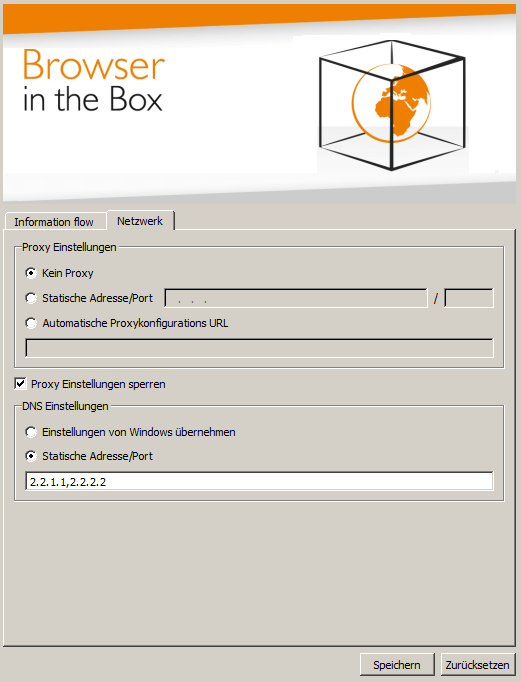 Browser
in the Box
Information flow Netzwerk
Proxy Einstellungen
Kein Proxy
Statische Adresse/Port . . . /
Automatische Proxykonfigurations URL
Proxy Einstellungen sperren
DNS Einstellungen
Einstellungen von Windows übernehmen
Statische Adresse/Port
2.2.1.1,2.2.2.2
Speichern Zurücksetzen